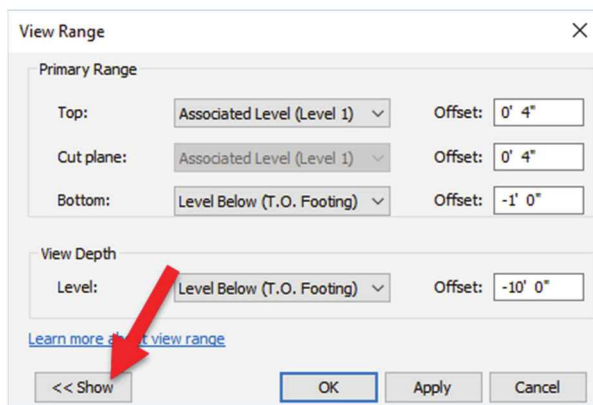 View Range
Primary Range
Top: Associated Level (Level 1) Offset: 0' 4"
Cut plane: Associated Level (Level 1) Offset: 0' 4"
Bottom: Level Below (T.O. Footing) Offset: -1' 0"
View Depth
Level: Level Below (T.O. Footing) Offset: -10' 0"
Learn more view range
<< Show OK Apply Cancel